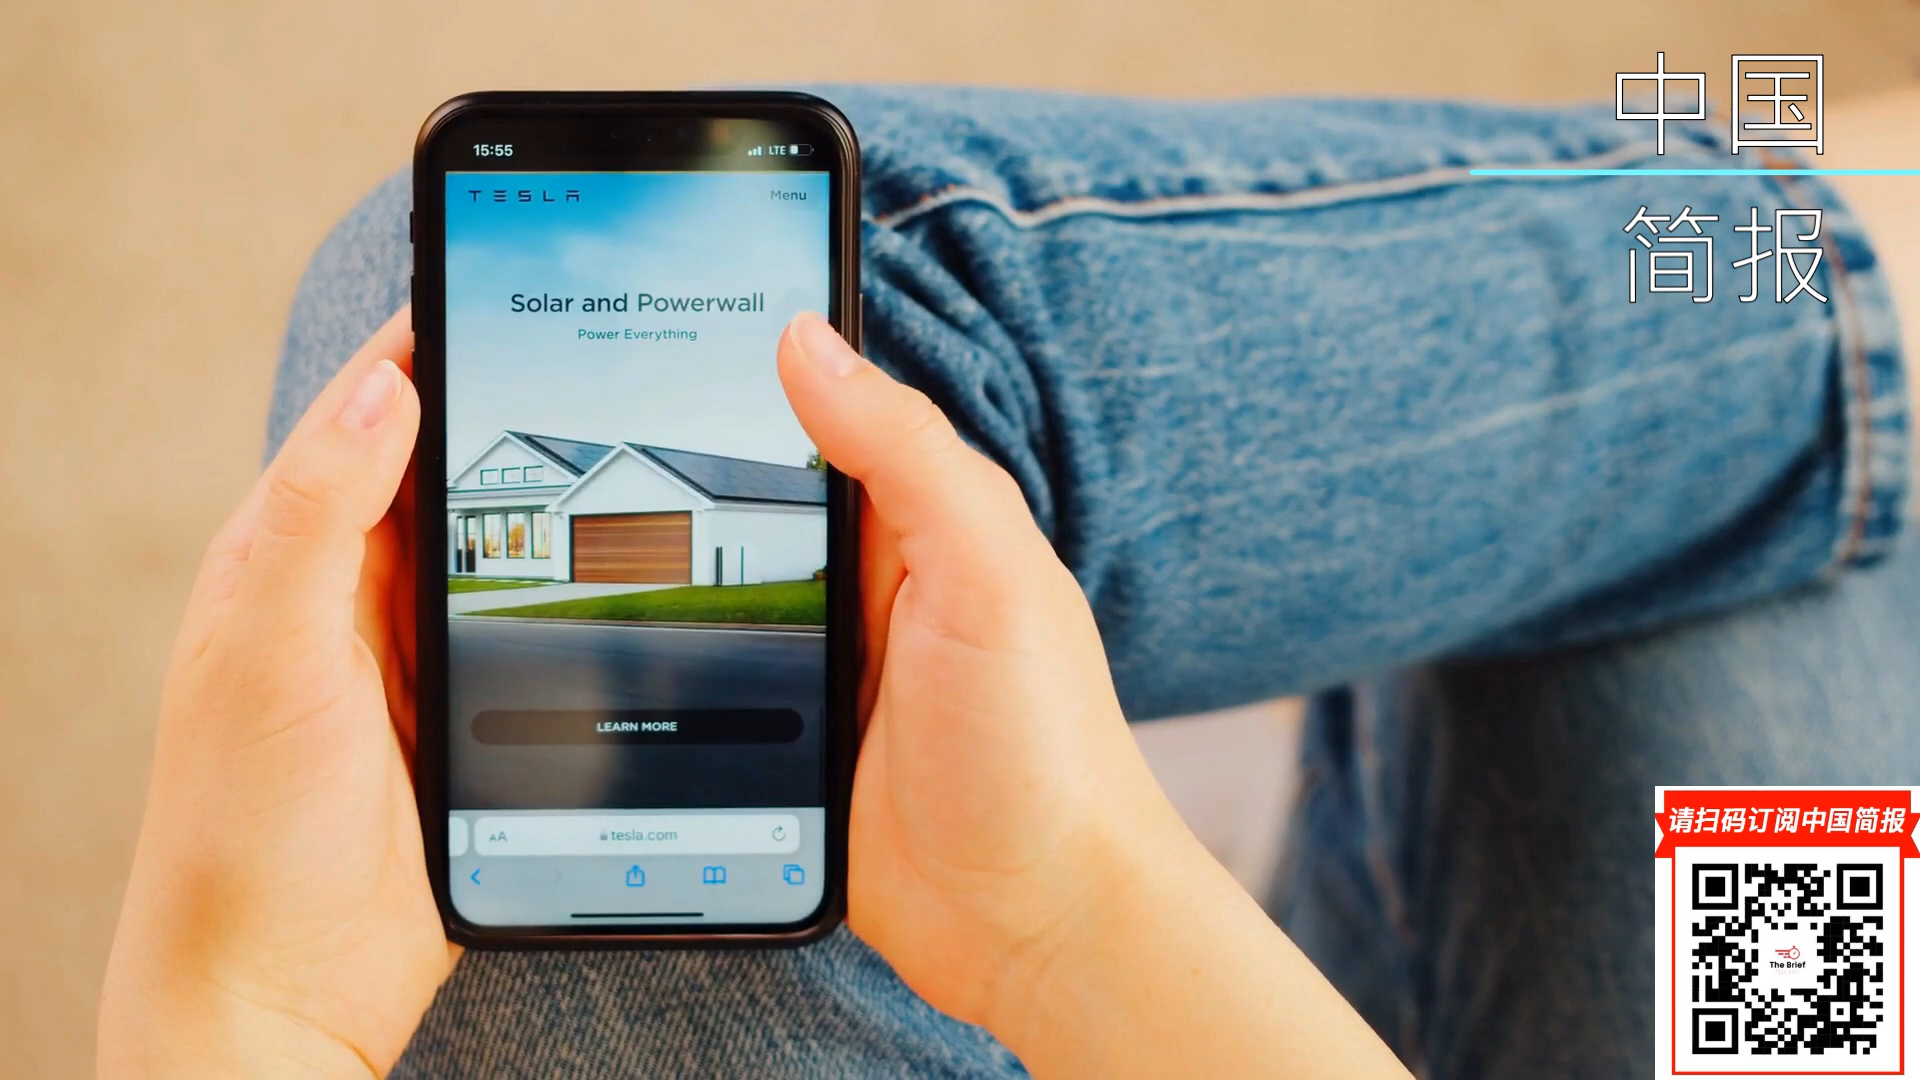 中国
简报
15:55
LTE
TESLA
Menu
Solar and Powerwall
Power Everything
LEARN MORE
AA
tesla.com
请扫码订阅中国简报
The Brief